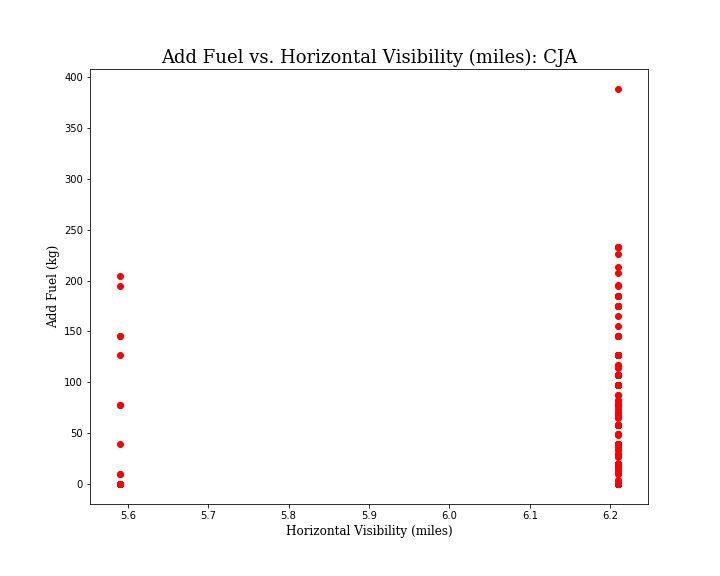 Add Fuel vs. Horizontal Visibility (miles): CJA
400
350
300
250
200
150
100
50
0
Add Fuel (kg)
5.6 5.7 5.8 5.9 6.0 6.1 6.2
Horizontal Visibility (miles)